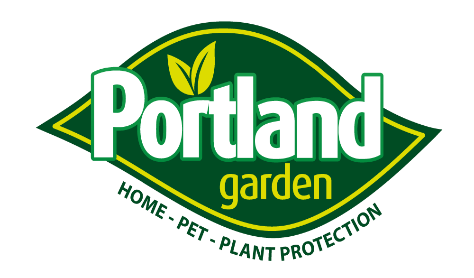 Portland
garden
HOME - PET - PLANT PROTECTION